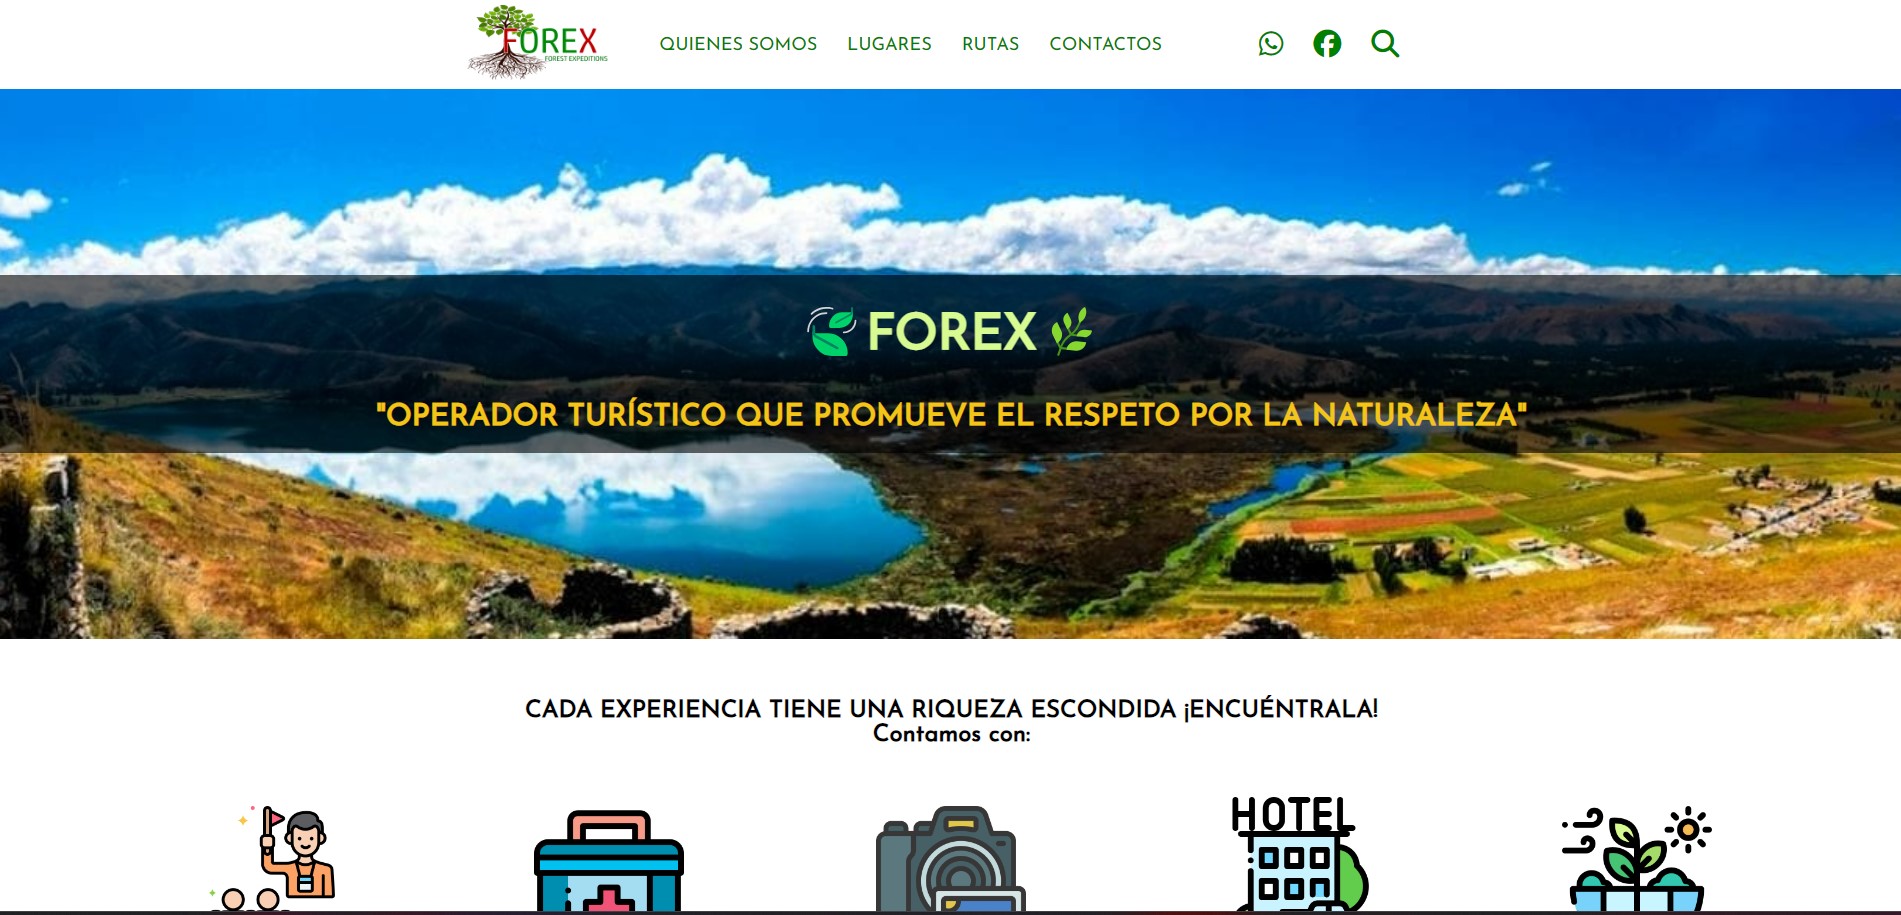 FOREX
FOREST EXPEDITIONS
QUIENES SOMOS
LUGARES
RUTAS
CONTACTOS
FOREX
"OPERADOR TURÍSTICO QUE PROMUEVE EL RESPETO POR LA NATURALEZA"
CADA EXPERIENCIA TIENE UNA RIQUEZA ESCONDIDA ¡ENCUÉNTRALA!
Contamos con:
HOTEL